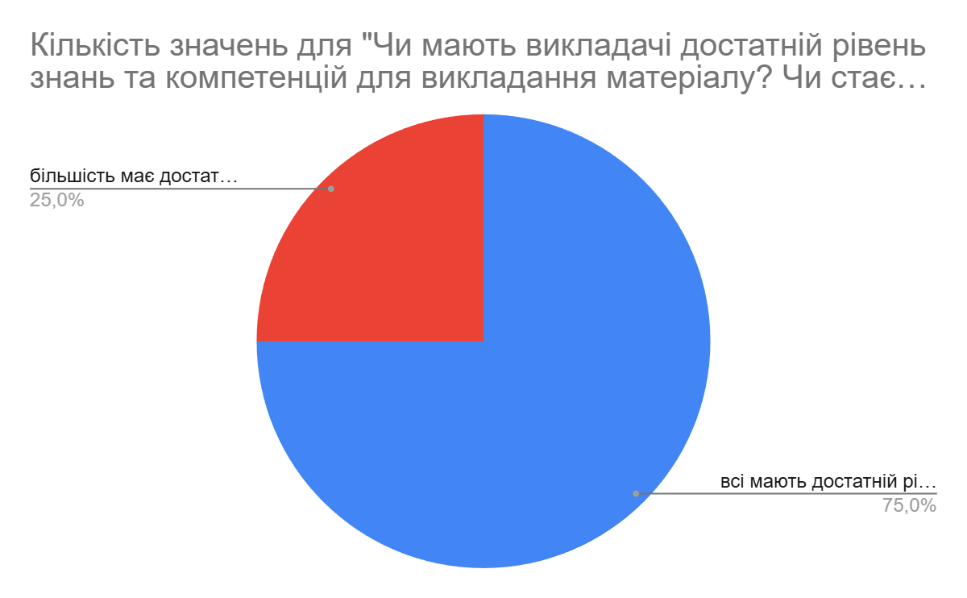 Кількість значень для "Чи мають викладачі достатній рівень
знань та компетенцій для викладання матеріалу? Чи стає…
більшість має достат…
25,0%
всі мають достатній рі…
75,0%